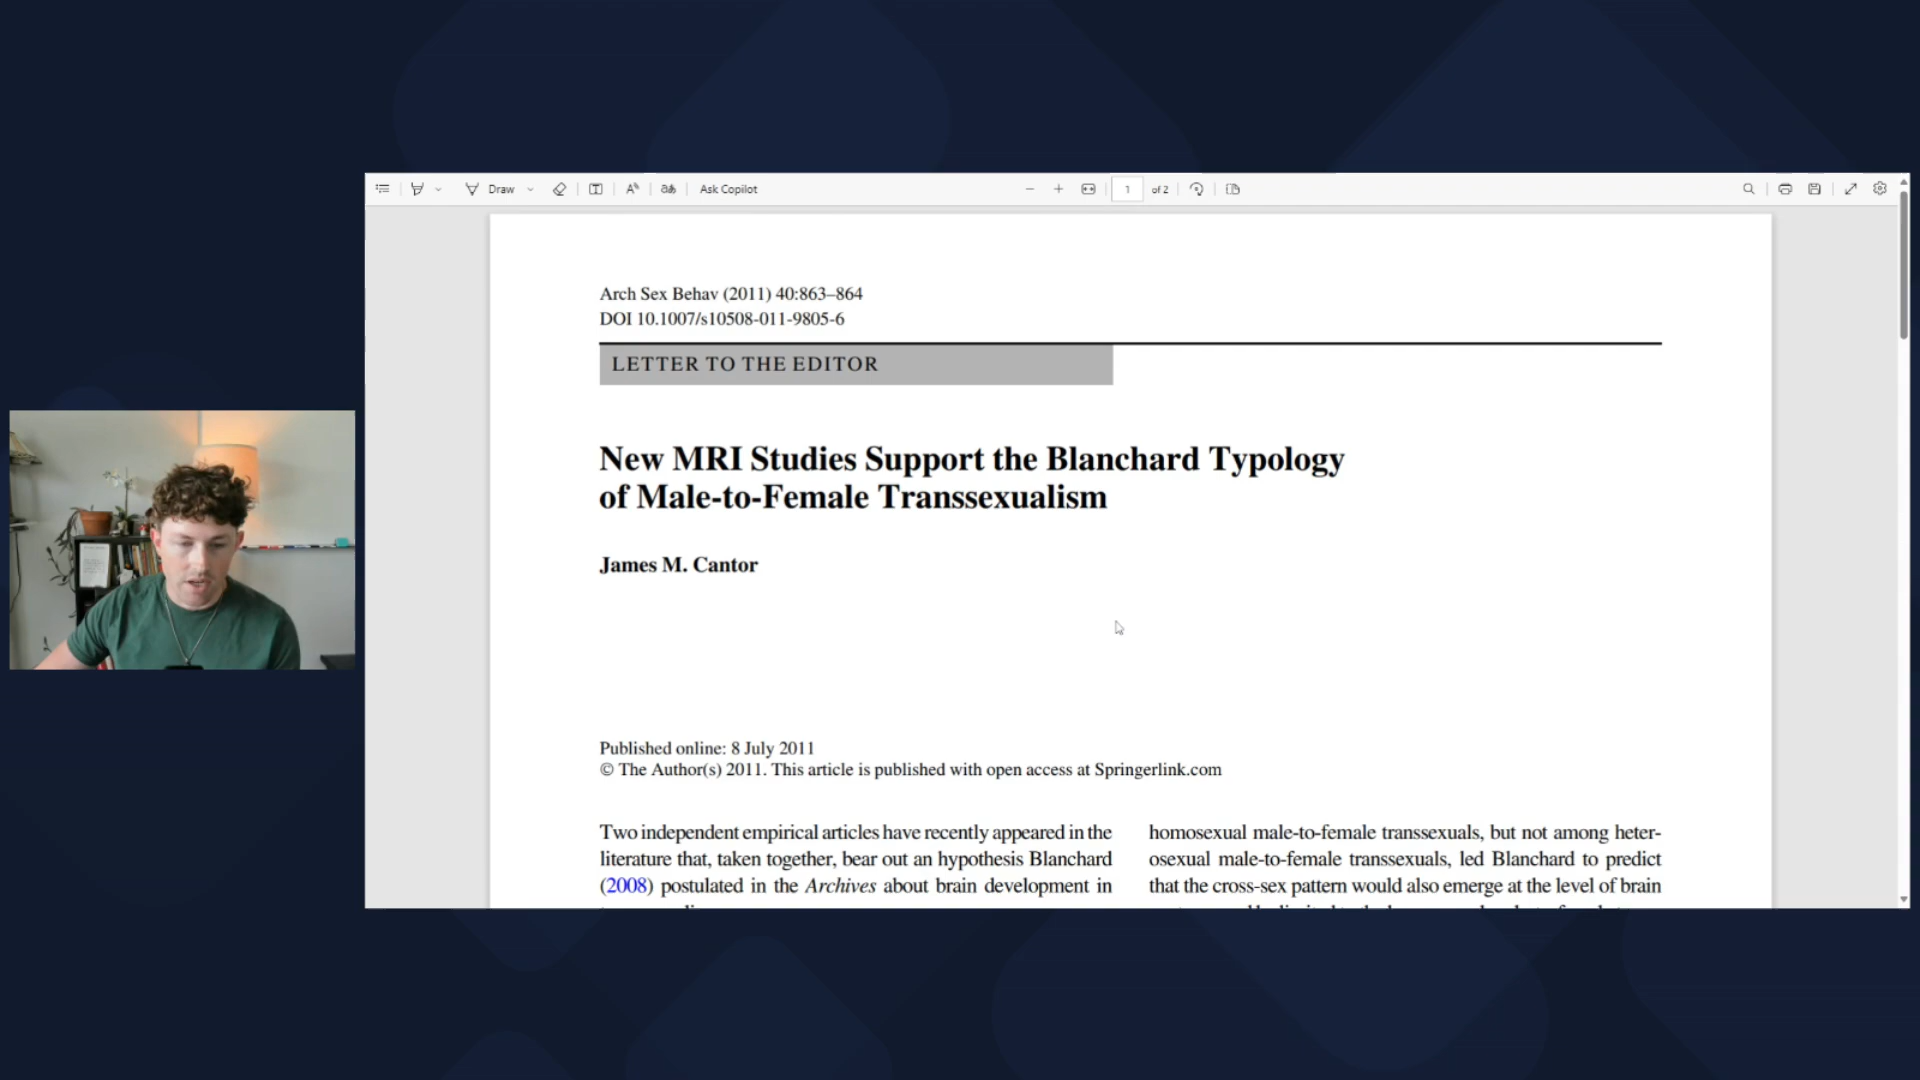 Draw
Ask Copilot
1
of 2
Arch Sex Behav (2011) 40:863–864
DOI 10.1007/s10508-011-9805-6
LETTER TO THE EDITOR
New MRI Studies Support the Blanchard Typology
of Male-to-Female Transsexualism
James M. Cantor
Published online: 8 July 2011
© The Author(s) 2011. This article is published with open access at Springerlink.com
Two independent empirical articles have recently appeared in the
literature that, taken together, bear out an hypothesis Blanchard
(2008) postulated in the Archives about brain development in
homosexual male-to-female transsexuals, but not among heter-
osexual male-to-female transsexuals, led Blanchard to predict
that the cross-sex pattern would also emerge at the level of brain